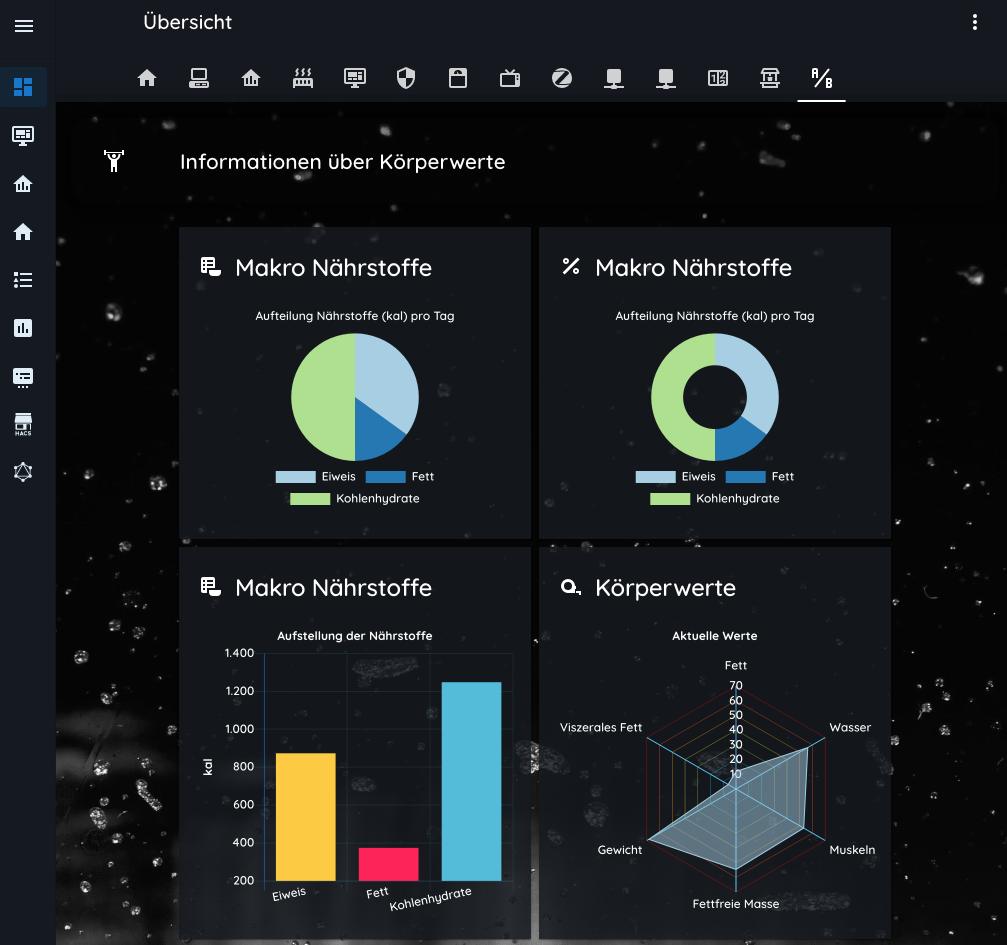 Übersicht
Informationen über Körperwerte
Makro Nährstoffe
Aufteilung Nährstoffe (kal) pro Tag
Eiweis
Fett
Kohlenhydrate
Makro Nährstoffe
Aufteilung Nährstoffe (kal) pro Tag
Eiweis
Fett
Kohlenhydrate
Makro Nährstoffe
Aufstellung der Nährstoffe
1.400
1.200
1.000
800
600
400
200
kal
Eiweis
Fett
Kohlenhydrate
Körperwerte
Aktuelle Werte
Fett
70
60
50
40
30
20
10
Viszerales Fett
Wasser
Gewicht
Muskeln
Fettfreie Masse
HACS